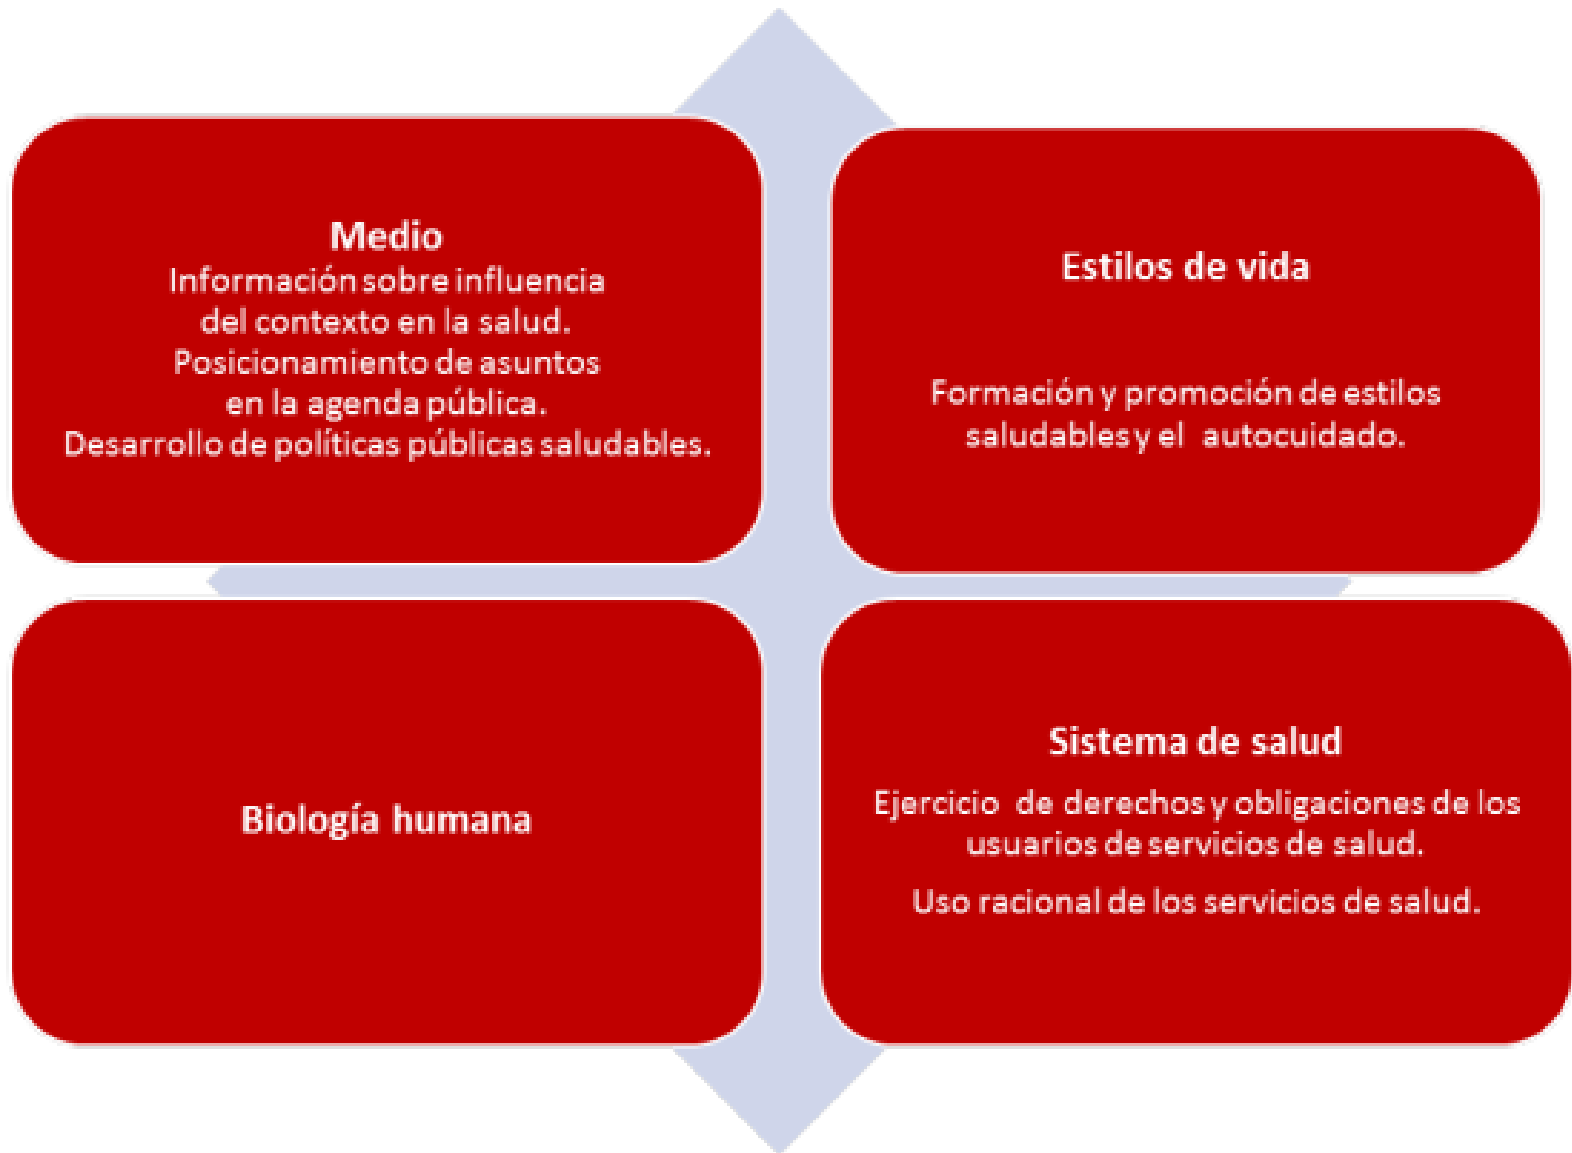 Medio
Información sobre influencia
del contexto en la salud.
Posicionamiento de asuntos
en la agenda pública.
Desarrollo de políticas públicas saludables.
Estilos de vida
Formación y promoción de estilos
saludables y el autocuidado.
Biología humana
Sistema de salud
Ejercicio de derechos y obligaciones de los
usuarios de servicios de salud.
Uso racional de los servicios de salud.